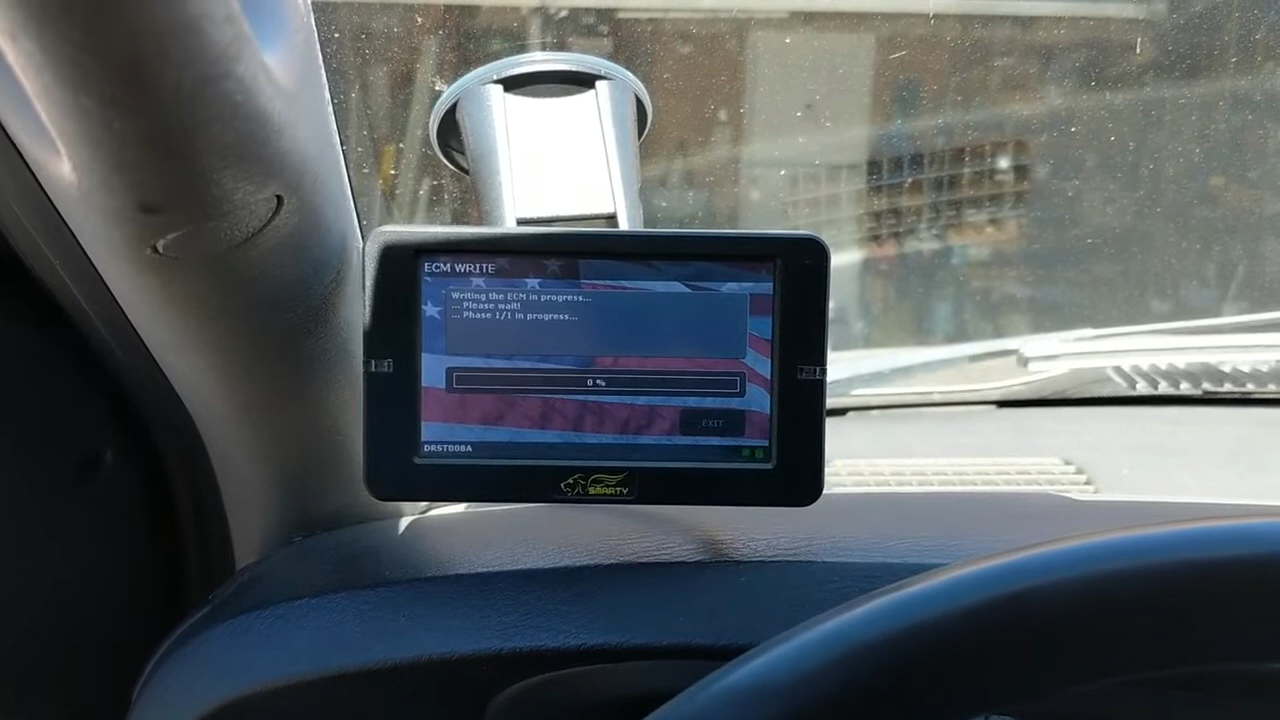 ECM WRITE
Writing the ECM in progress...
... Please wait!
... Phase 1/1 in progress...
0 %
EXIT
DRST008A
SMARTY